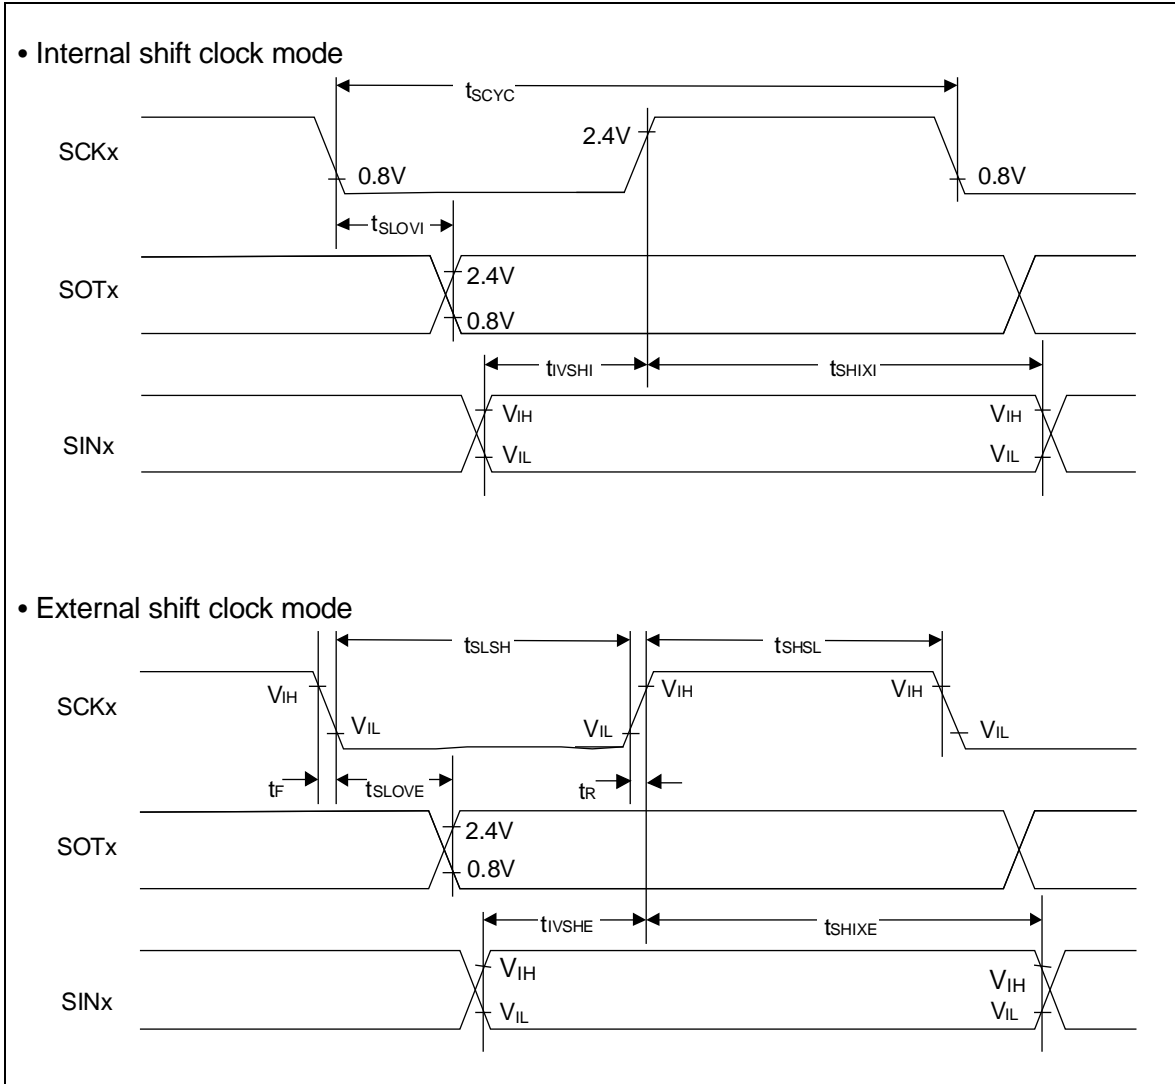 • Internal shift clock mode
tSCYC
SCKx
2.4V
0.8V
0.8V
tSLOVI
SOTx
2.4V
0.8V
tIVSHI
tSHIXI
SINx
VIH
VIH
VIL
VIL
• External shift clock mode
tSLSH
tSHSL
SCKx
VIH
VIH
VIH
VIL
VIL
VIL
tF
tSLOVE
tR
SOTx
2.4V
0.8V
tIVSHE
tSHIXE
SINx
VIH
VIH
VIL
VIL